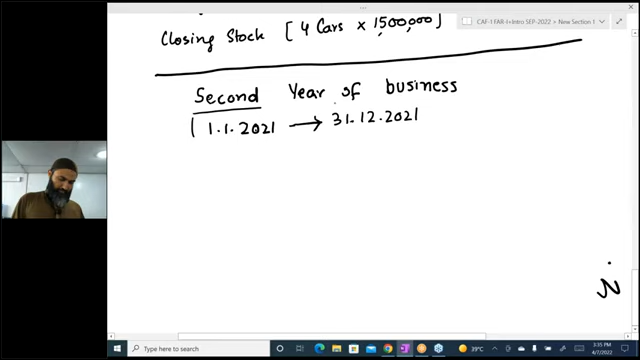 CAF-1 FAR-I+Intro SEP-2022 > New Section 1
Closing Stock [4 Cars x 1500,000]
Second Year of business
1.1.2021 → 31.12.2021
N
Type here to search
39°C
3:35 PM
4/7/2022